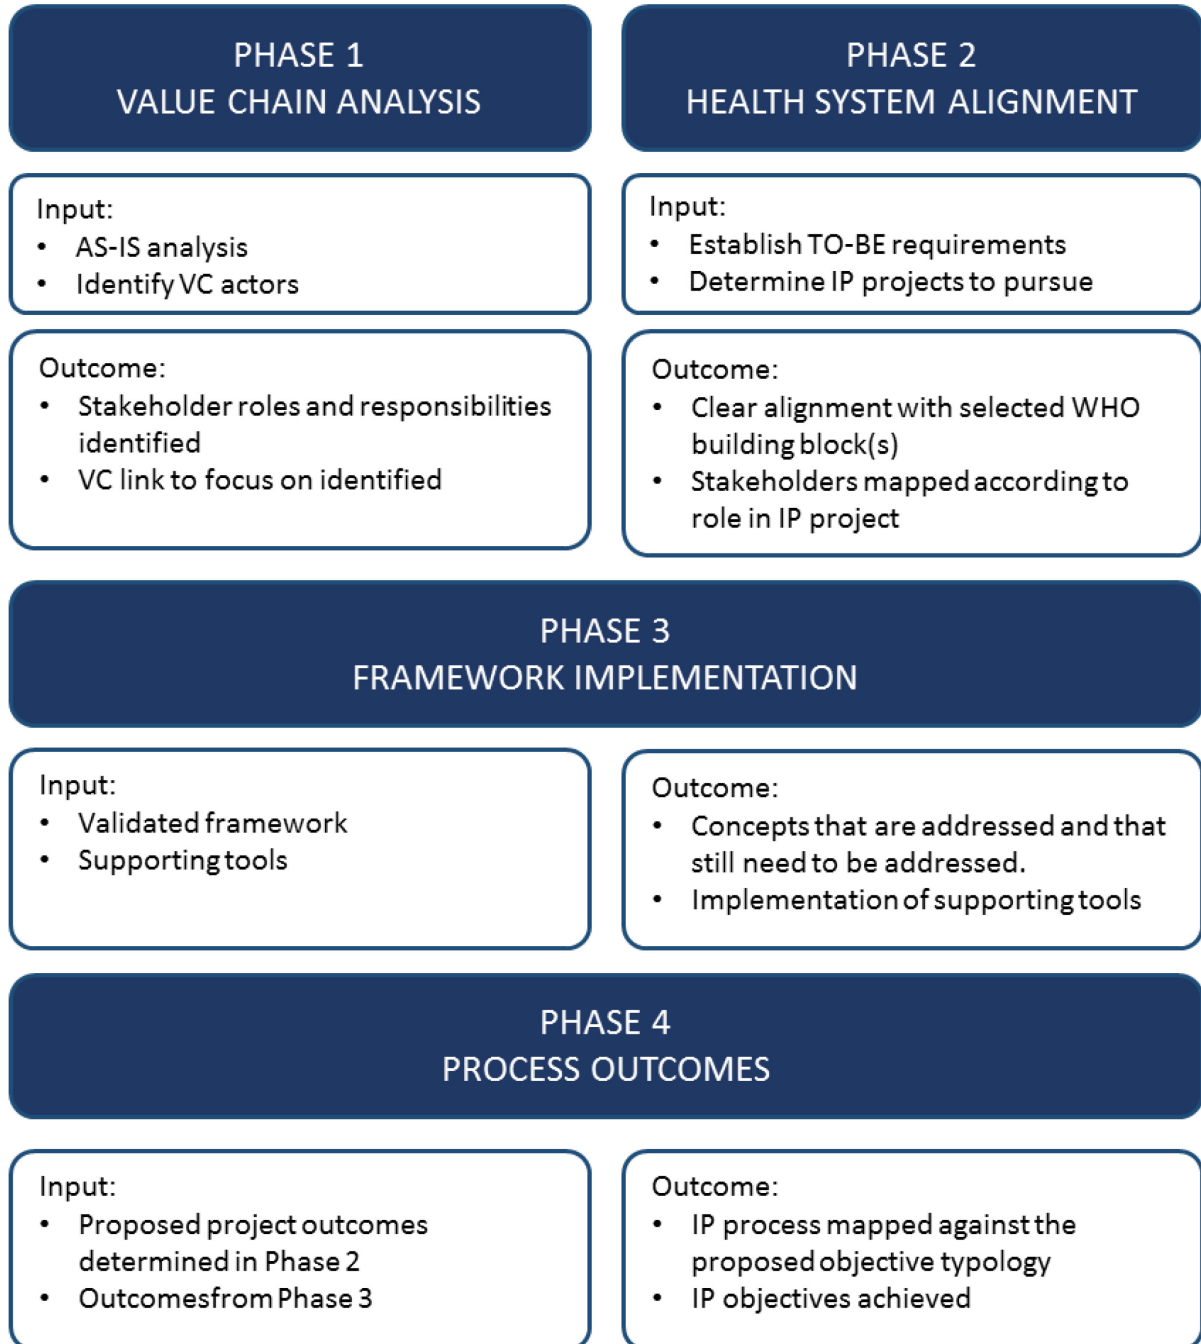 PHASE 1
VALUE CHAIN ANALYSIS
Input:
• AS-IS analysis
• Identify VC actors
Outcome:
• Stakeholder roles and responsibilities
identified
• VC link to focus on identified
PHASE 2
HEALTH SYSTEM ALIGNMENT
Input:
• Establish TO-BE requirements
• Determine IP projects to pursue
Outcome:
• Clear alignment with selected WHO
building block(s)
• Stakeholders mapped according to
role in IP project
PHASE 3
FRAMEWORK IMPLEMENTATION
Input:
• Validated framework
• Supporting tools
Outcome:
• Concepts that are addressed and that
still need to be addressed.
• Implementation of supporting tools
PHASE 4
PROCESS OUTCOMES
Input:
• Proposed project outcomes
determined in Phase 2
• Outcomesfrom Phase 3
Outcome:
• IP process mapped against the
proposed objective typology
• IP objectives achieved